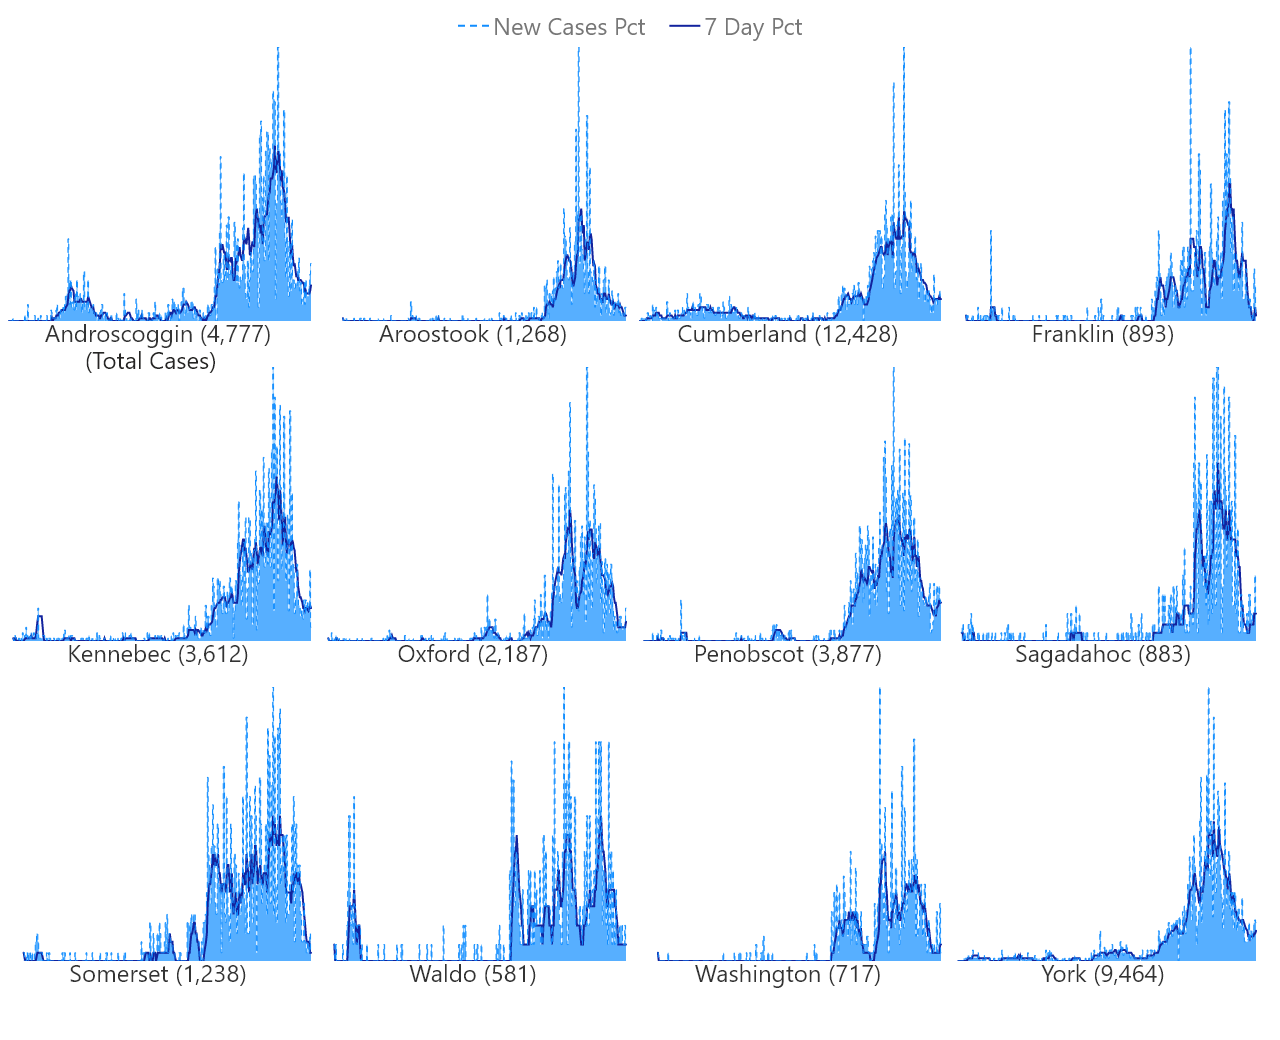 New Cases Pct 7 Day Pct
Androscoggin (4,777) Aroostook (1,268) Cumberland (12,428) Franklin (893)
(Total Cases)
Kennebec (3,612) Oxford (2,187) Penobscot (3,877) Sagadahoc (883)
Somerset (1,238) Waldo (581) Washington (717) York (9,464)